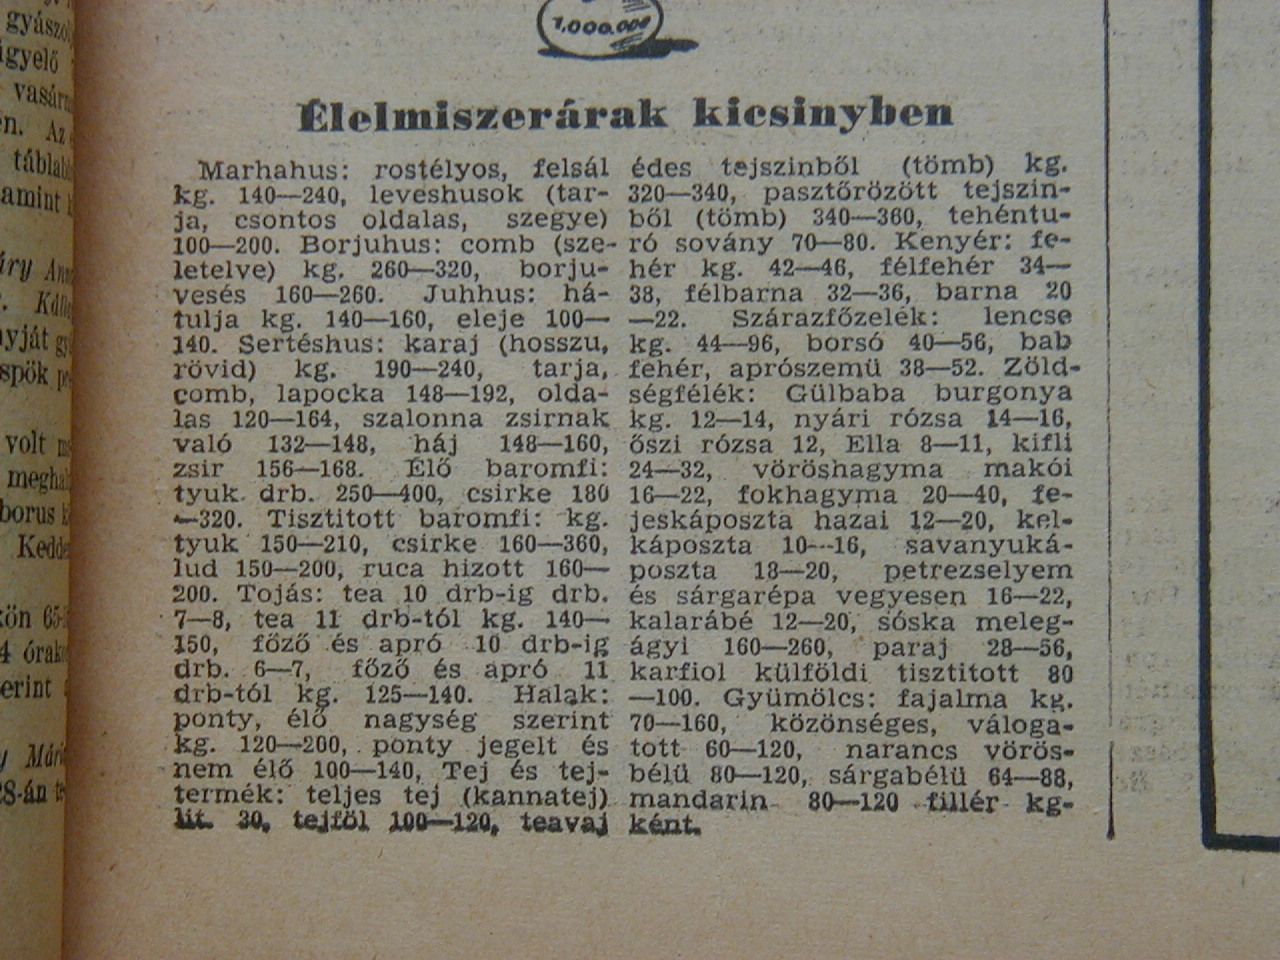 1.000.000
Élelmiszerárak kicsinyben
Marhahus: rostélyos, felsál
kg. 140—240, leveshusok (tar-
ja, csontos oldalas, szegye)
100—200. Borjuhus: comb (sze-
letelve) kg. 260—320, borju-
vesés 160—260. Juhhus: há-
tulja kg. 140—160, eleje 100—
140. Sertéshus: karaj (hosszu,
rövid) kg. 190—240, tarja,
comb, lapocka 148—192, olda-
las 120—164, szalonna zsirnak
való 132—148, háj 148—160,
zsir 156—168. Élő baromfi:
tyuk drb. 250—400, csirke 180
—320. Tisztitott baromfi: kg.
tyuk 150—210, csirke 160—360,
lud 150—200, ruca hizott 160—
200. Tojás: tea 10 drb-ig drb.
7—8, tea 11 drb-tól kg. 140—
150, főző és apró 10 drb-ig
drb. 6—7, főző és apró 11
drb-tól kg. 125—140. Halak:
ponty, élő nagység szerint
kg. 120—200, ponty jegelt és
nem élő 100—140, Tej és tej-
termék: teljes tej (kannatej)
lit. 30, tejföl 100—120, teavaj
édes tejszinből (tömb) kg.
320—340, pasztőrözött tejszin-
ből (tömb) 340—360, tehéntu-
ró sovány 70—80. Kenyér: fe-
hér kg. 42—46, félfehér 34—
38, félbarna 32—36, barna 20
—22. Szárazfőzelék: lencse
kg. 44—96, borsó 40—56, bab
fehér, aprószemü 38—52. Zöld-
ségfélék: Gülbaba burgonya
kg. 12—14, nyári rózsa 14—16,
őszi rózsa 12, Ella 8—11, kifli
24—32, vöröshagyma makói
16—22, fokhagyma 20—40, fe-
jeskáposzta hazai 12—20, kel-
káposzta 10—16, savanyuká-
poszta 18—20, petrezselyem
és sárgarépa vegyesen 16—22,
kalarábé 12—20, sóska meleg-
ágyi 160—260, paraj 28—56,
karfiol külföldi tisztitott 80
—100. Gyümölcs: fajalma kg.
70—160, közönséges, váloga-
tott 60—120, narancs vörös-
bélü 80—120, sárgabélü 64—88,
mandarin 80—120 fillér kg-
ként.